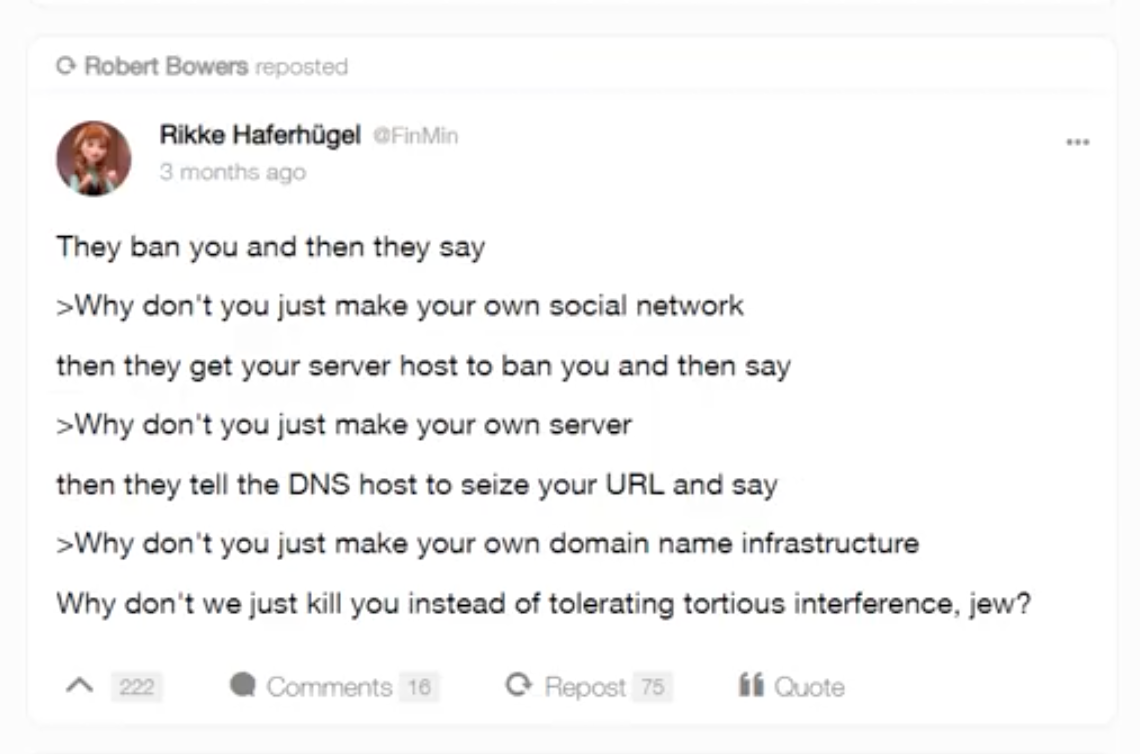 Robert Bowers reposted
Rikke Haferhügel @FinMin
3 months ago
They ban you and then they say
>Why don't you just make your own social network
then they get your server host to ban you and then say
>Why don't you just make your own server
then they tell the DNS host to seize your URL and say
>Why don't you just make your own domain name infrastructure
Why don't we just kill you instead of tolerating tortious interference, jew?
222 Comments 16 Repost 75 Quote